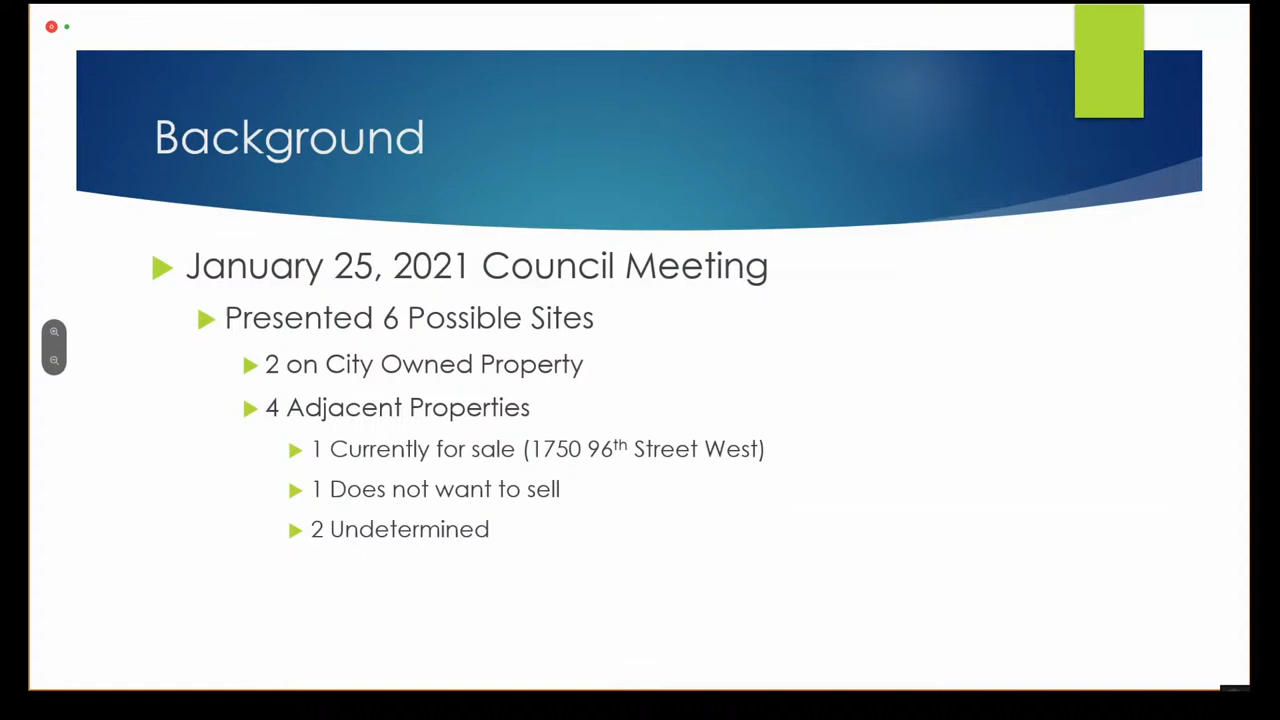 Background
January 25, 2021 Council Meeting
Presented 6 Possible Sites
2 on City Owned Property
4 Adjacent Properties
1 Currently for sale (1750 96th Street West)
1 Does not want to sell
2 Undetermined